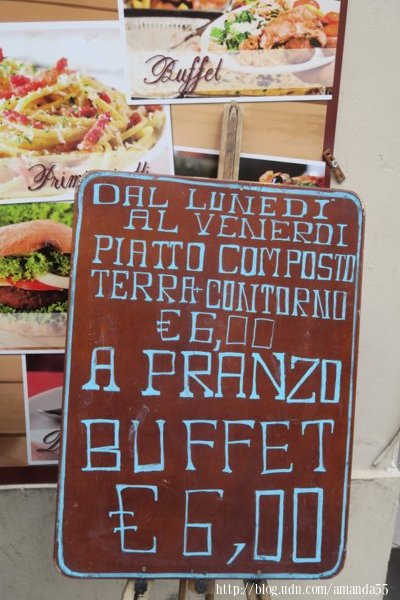 Buffet
DAL LUNEDI
AL VENERDI
PIATTO COMPOSTO
TERRA+CONTORNO
€ 6,00
A PRANZO
BUFFET
€ 6,00
http://blog.udn.com/amanda55